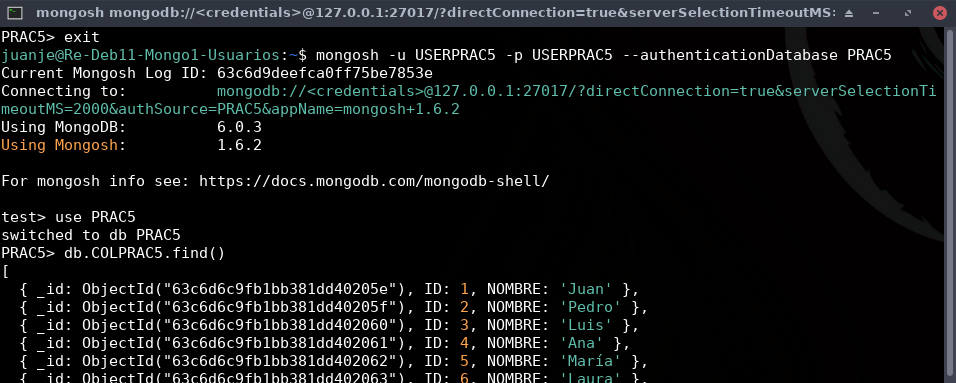 mongosh mongodb://<credentials>@127.0.0.1:27017/?directConnection=true&serverSelectionTimeoutMS:
PRAC5> exit
juanje@Re-Deb11-Mongo1-Usuarios:~$ mongosh -u USERPRAC5 -p USERPRAC5 --authenticationDatabase PRAC5
Current Mongosh Log ID: 63c6d9deefca0ff75be7853e
Connecting to:          mongodb://<credentials>@127.0.0.1:27017/?directConnection=true&serverSelectionTi
meoutMS=2000&authSource=PRAC5&appName=mongosh+1.6.2
Using MongoDB:          6.0.3
Using Mongosh:          1.6.2
For mongosh info see: https://docs.mongodb.com/mongodb-shell/
test> use PRAC5
switched to db PRAC5
PRAC5> db.COLPRAC5.find()
[
  { _id: ObjectId("63c6d6c9fb1bb381dd40205e"), ID: 1, NOMBRE: 'Juan' },
  { _id: ObjectId("63c6d6c9fb1bb381dd40205f"), ID: 2, NOMBRE: 'Pedro' },
  { _id: ObjectId("63c6d6c9fb1bb381dd402060"), ID: 3, NOMBRE: 'Luis' },
  { _id: ObjectId("63c6d6c9fb1bb381dd402061"), ID: 4, NOMBRE: 'Ana' },
  { _id: ObjectId("63c6d6c9fb1bb381dd402062"), ID: 5, NOMBRE: 'María' },
  { _id: ObjectId("63c6d6c9fb1bb381dd402063"), ID: 6, NOMBRE: 'Laura' },